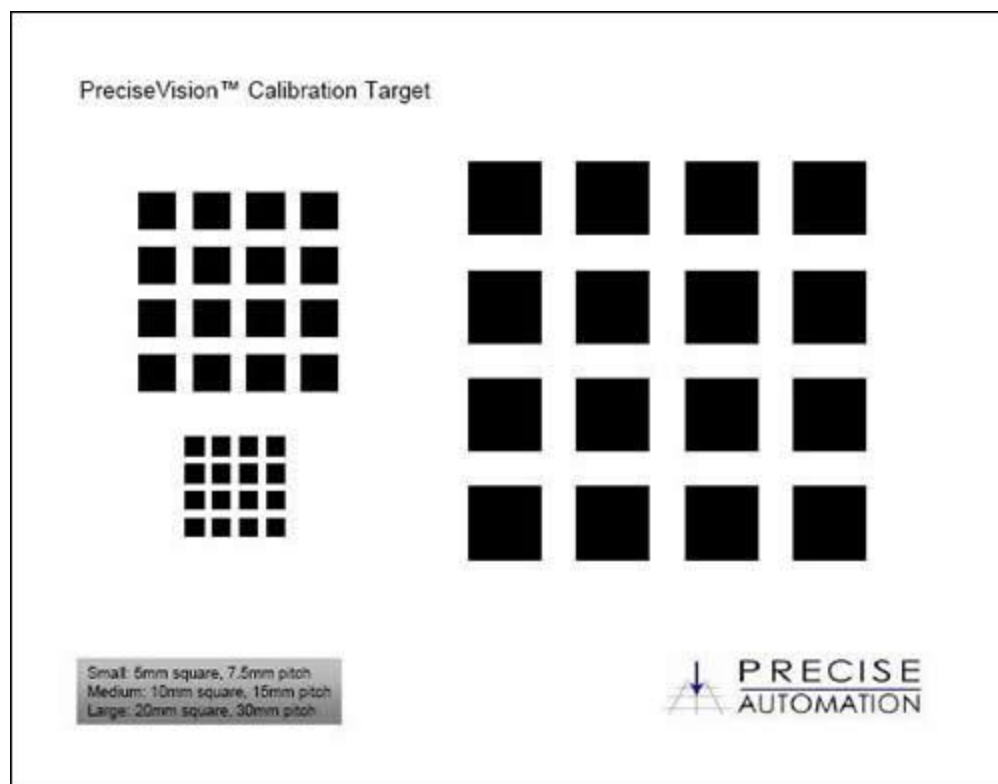 PreciseVision™ Calibration Target
Small: 5mm square, 7.5mm pitch
Medium: 10mm square, 15mm pitch
Large: 20mm square, 30mm pitch
PRECISE
AUTOMATION